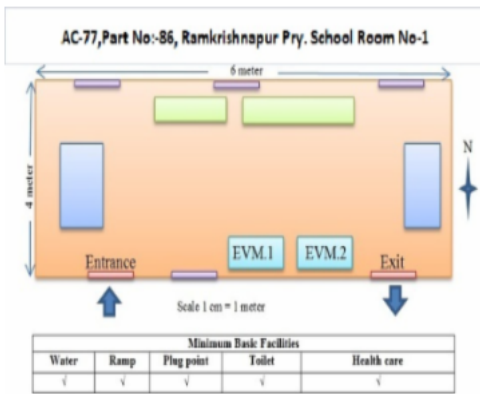 AC-77,Part No:-86, Ramkrishnapur Pry. School Room No-1
6 meter
4 meter
N
EVM.1 EVM.2
Entrance Exit
Scale 1 cm = 1 meter
Minimum Basic Facilities
Water Ramp Plug point Toilet Health care
√ √ √ √ √